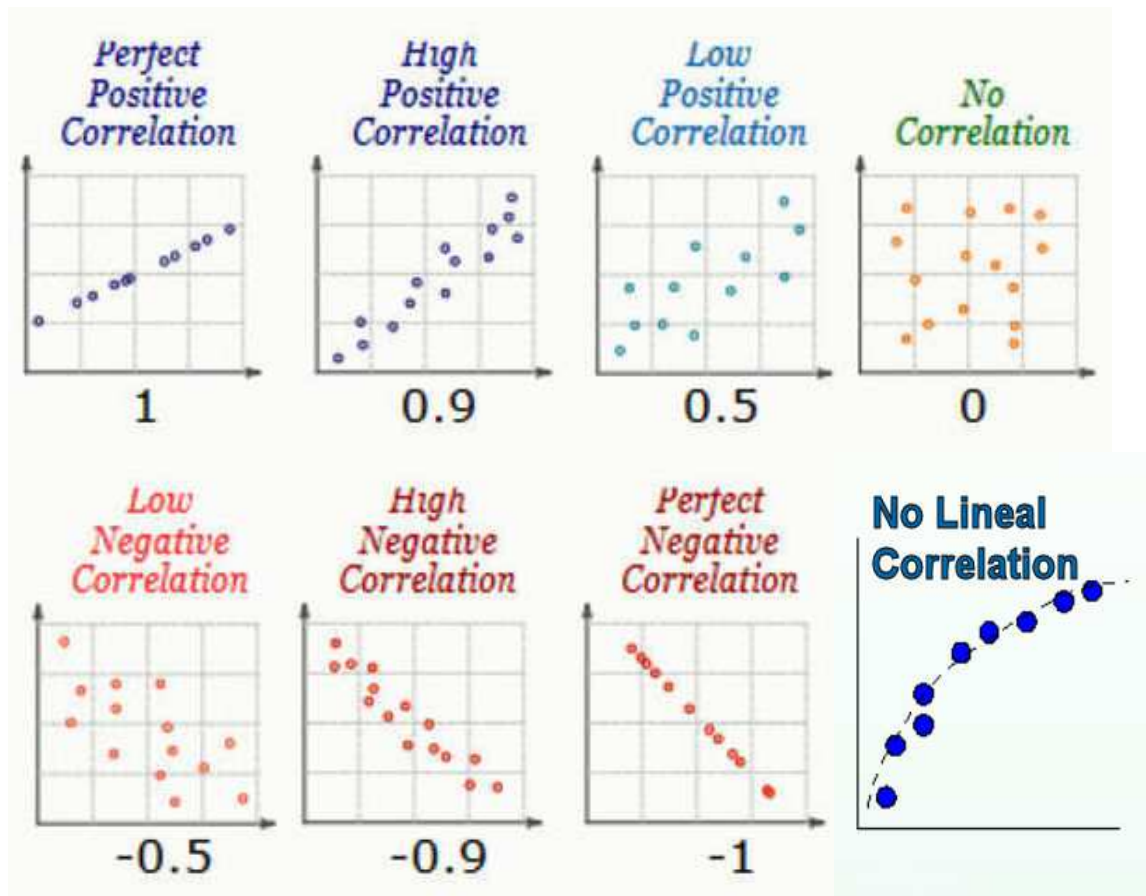 Perfect
Positive
Correlation
1
High
Positive
Correlation
0.9
Low
Positive
Correlation
0.5
No
Correlation
0
Low
Negative
Correlation
-0.5
High
Negative
Correlation
-0.9
Perfect
Negative
Correlation
-1
No Lineal
Correlation